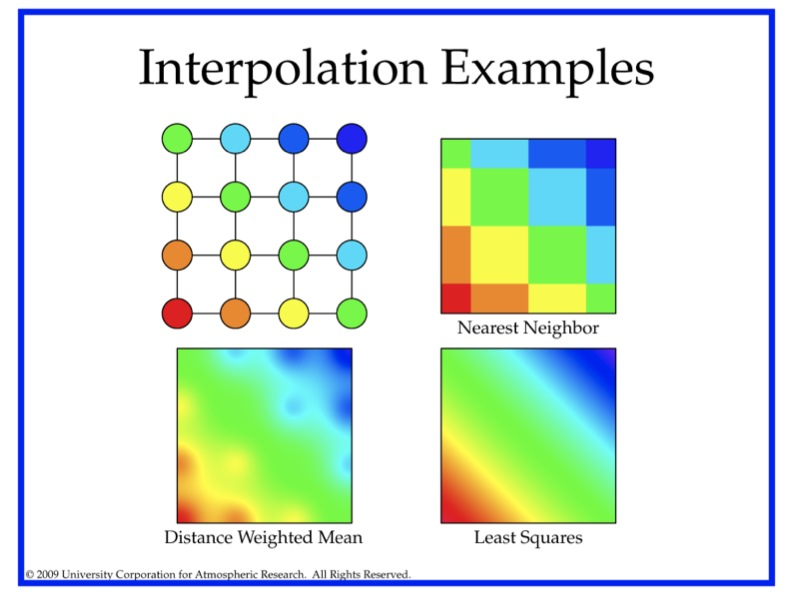 Interpolation Examples
Nearest Neighbor
Distance Weighted Mean
Least Squares
© 2009 University Corporation for Atmospheric Research. All Rights Reserved.